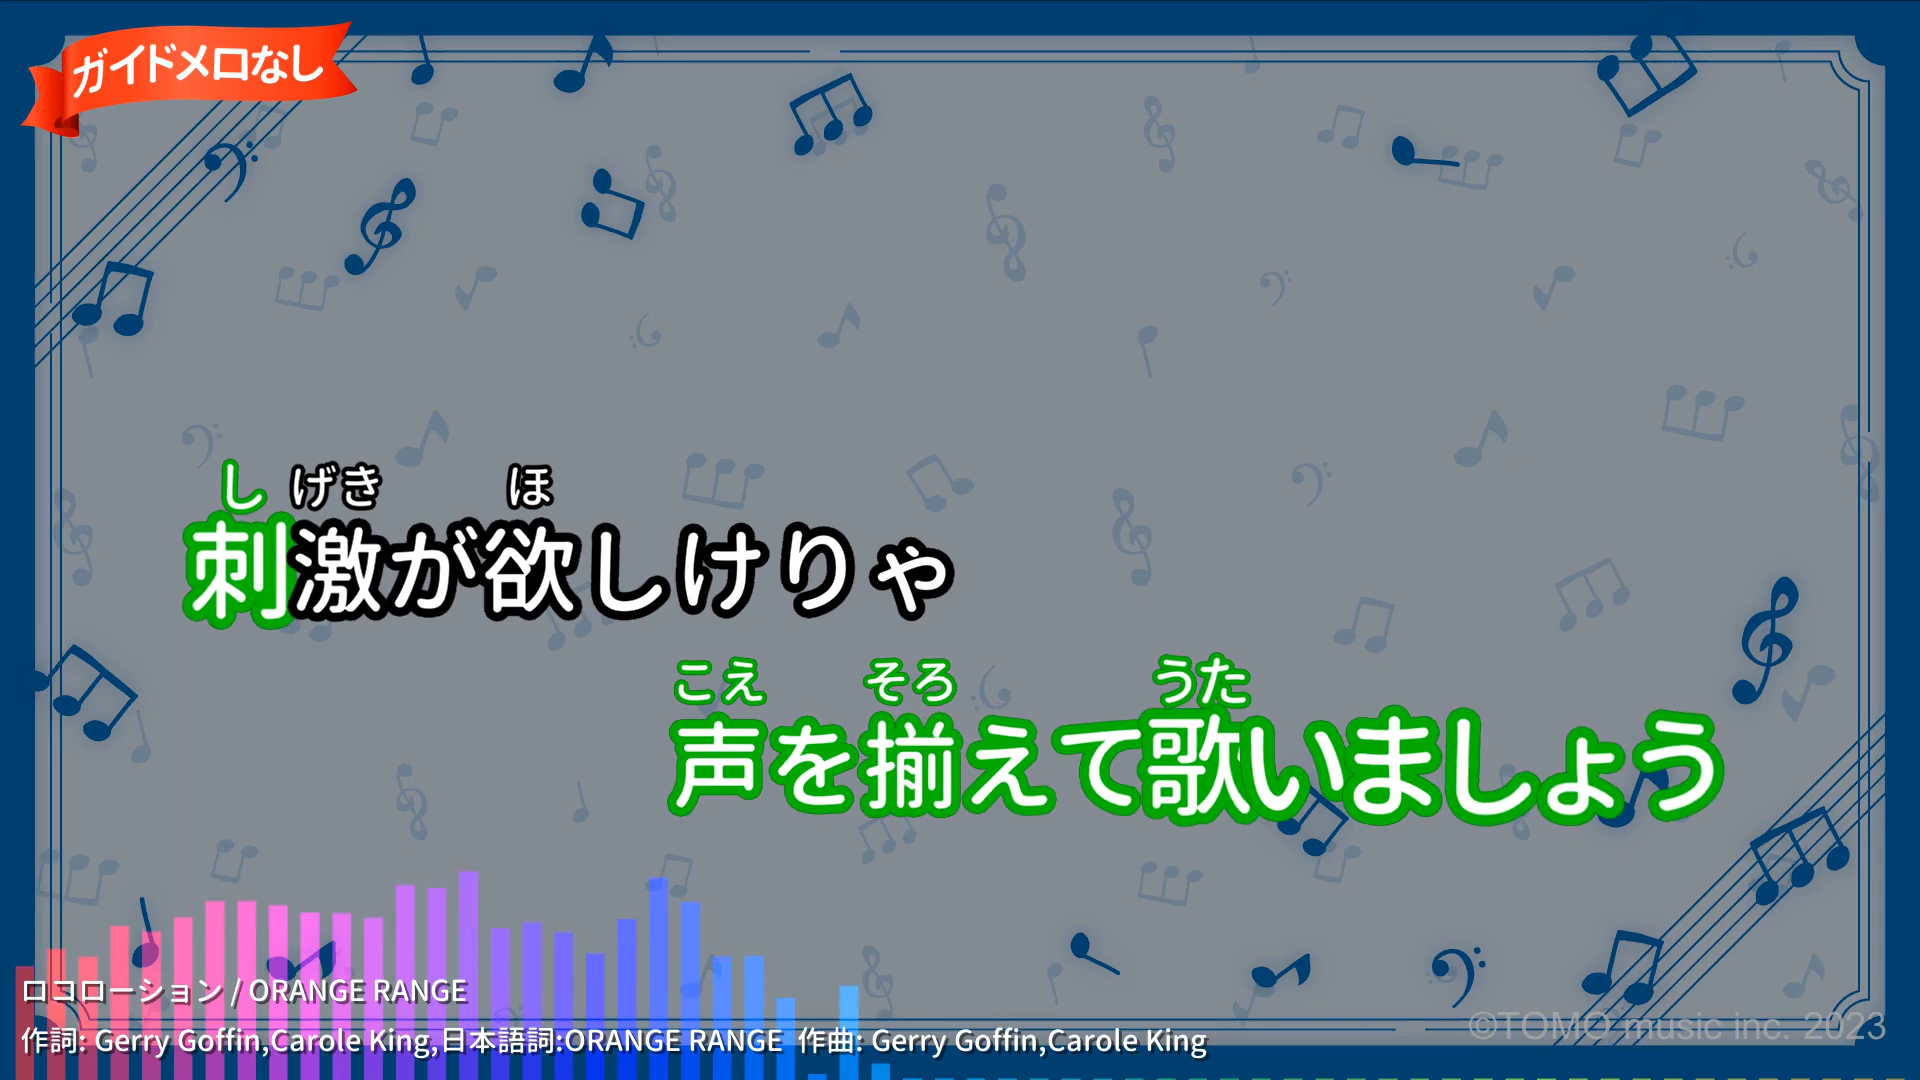 ガイドメロなし
し げき ほ
刺激が欲しけりゃ
こえ そろ うた
声を揃えて歌いましょう
ロコローション / ORANGE RANGE
作詞: Gerry Goffin,Carole King,日本語詞:ORANGE RANGE 作曲: Gerry Goffin,Carole King
©TOMO music inc. 2023